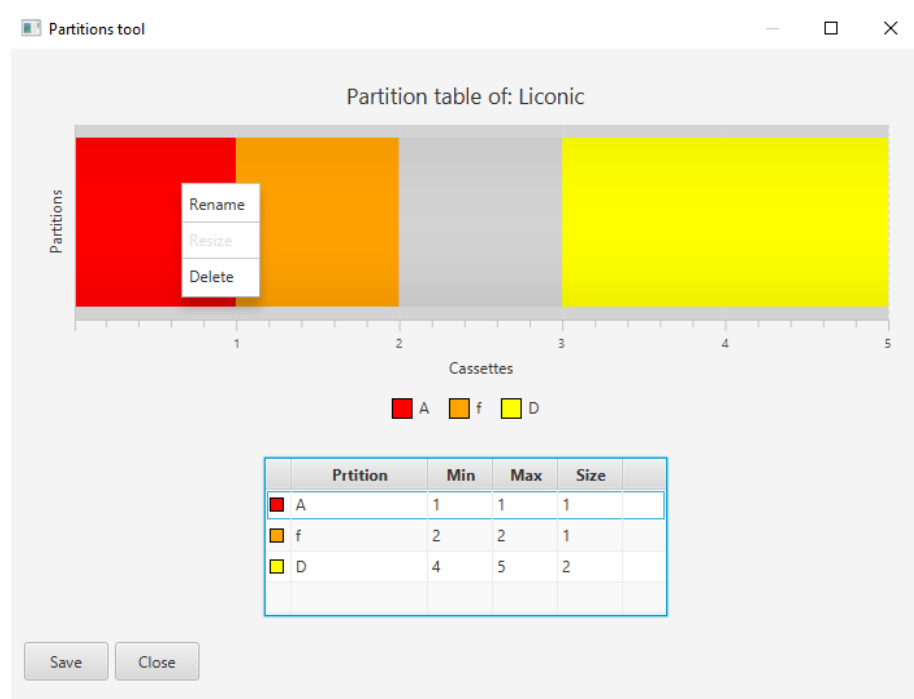 Partitions tool
Partition table of: Liconic
Partitions
Rename
Resize
Delete
1 2 3 4 5
Cassettes
A f D
Prtition Min Max Size
A 1 1 1
f 2 2 1
D 4 5 2
Save Close